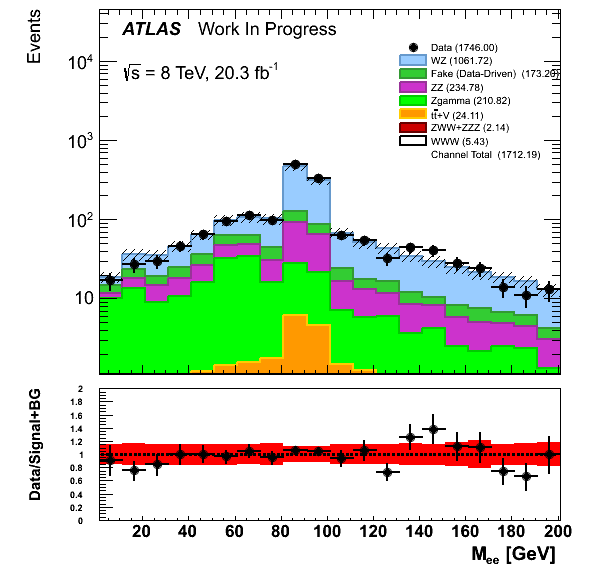 Events
ATLAS Work In Progress
√s = 8 TeV, 20.3 fb⁻¹
Data (1746.00)
WZ (1061.72)
Fake (Data-Driven) (173.20)
ZZ (234.78)
Zgamma (210.82)
tt̄+V (24.11)
ZWW+ZZZ (2.14)
WWW (5.43)
Channel Total (1712.19)
10⁴
10³
10²
10
Data/Signal+BG
2
1.8
1.6
1.4
1.2
1
0.8
0.6
0.4
0.2
0
20 40 60 80 100 120 140 160 180 200
Mee [GeV]